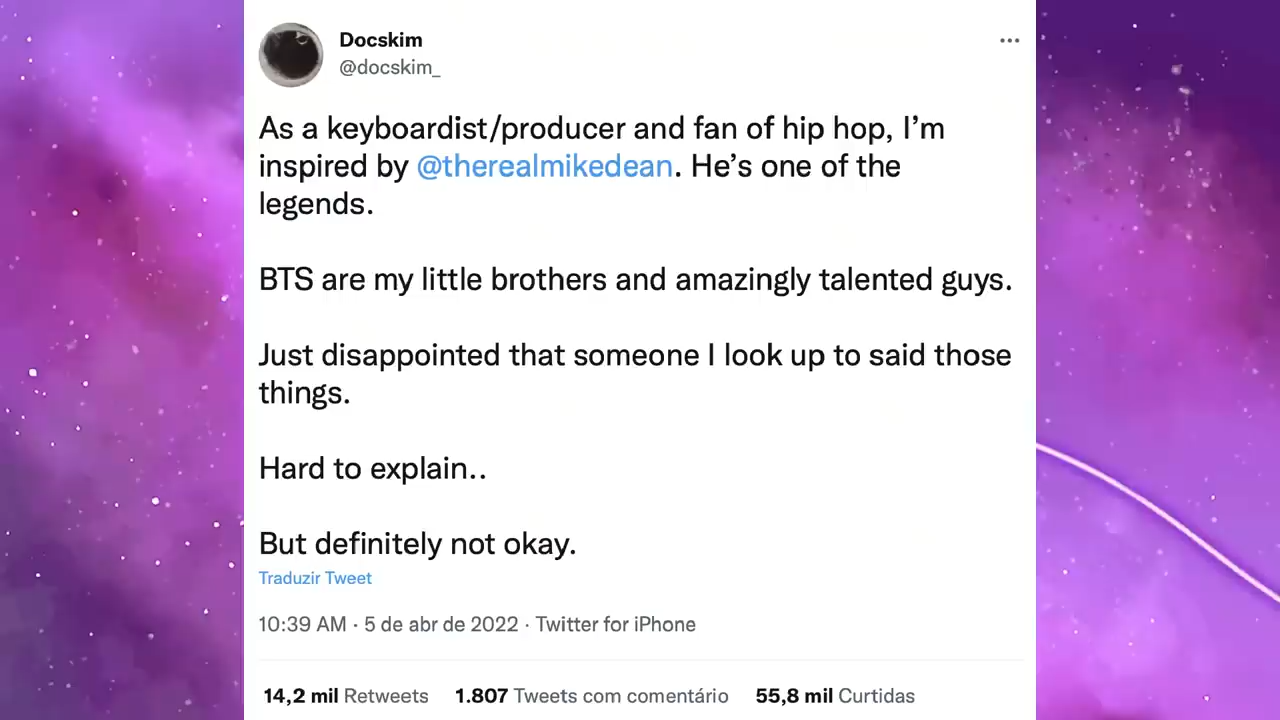 Docskim
@docskim_
As a keyboardist/producer and fan of hip hop, I’m
inspired by @therealmikedean. He’s one of the
legends.
BTS are my little brothers and amazingly talented guys.
Just disappointed that someone I look up to said those
things.
Hard to explain..
But definitely not okay.
Traduzir Tweet
10:39 AM · 5 de abr de 2022 · Twitter for iPhone
14,2 mil Retweets 1.807 Tweets com comentário 55,8 mil Curtidas